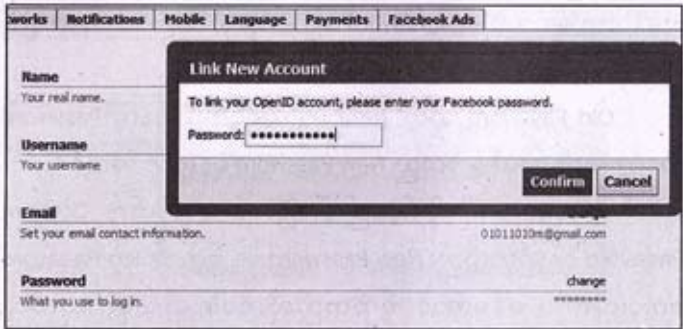 tworks Notifications Mobile Language Payments Facebook Ads
Link New Account
Name
Your real name.
To link your OpenID account, please enter your Facebook password.
Password: ●●●●●●●●●●●
Username
Your username
Confirm Cancel
Email change
Set your email contact information. 01011010m@gmail.com
Password change
What you use to log in. ********